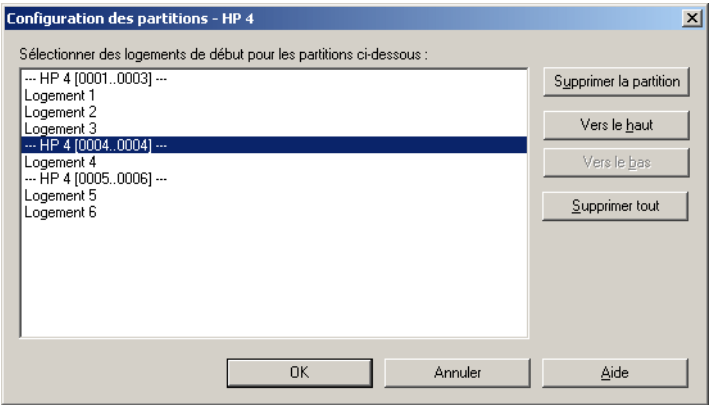 Configuration des partitions - HP 4
Sélectionner des logements de début pour les partitions ci-dessous :
--- HP 4 [0001..0003] ---
Logement 1
Logement 2
Logement 3
--- HP 4 [0004..0004] ---
Logement 4
--- HP 4 [0005..0006] ---
Logement 5
Logement 6
Supprimer la partition
Vers le haut
Vers le bas
Supprimer tout
OK
Annuler
Aide